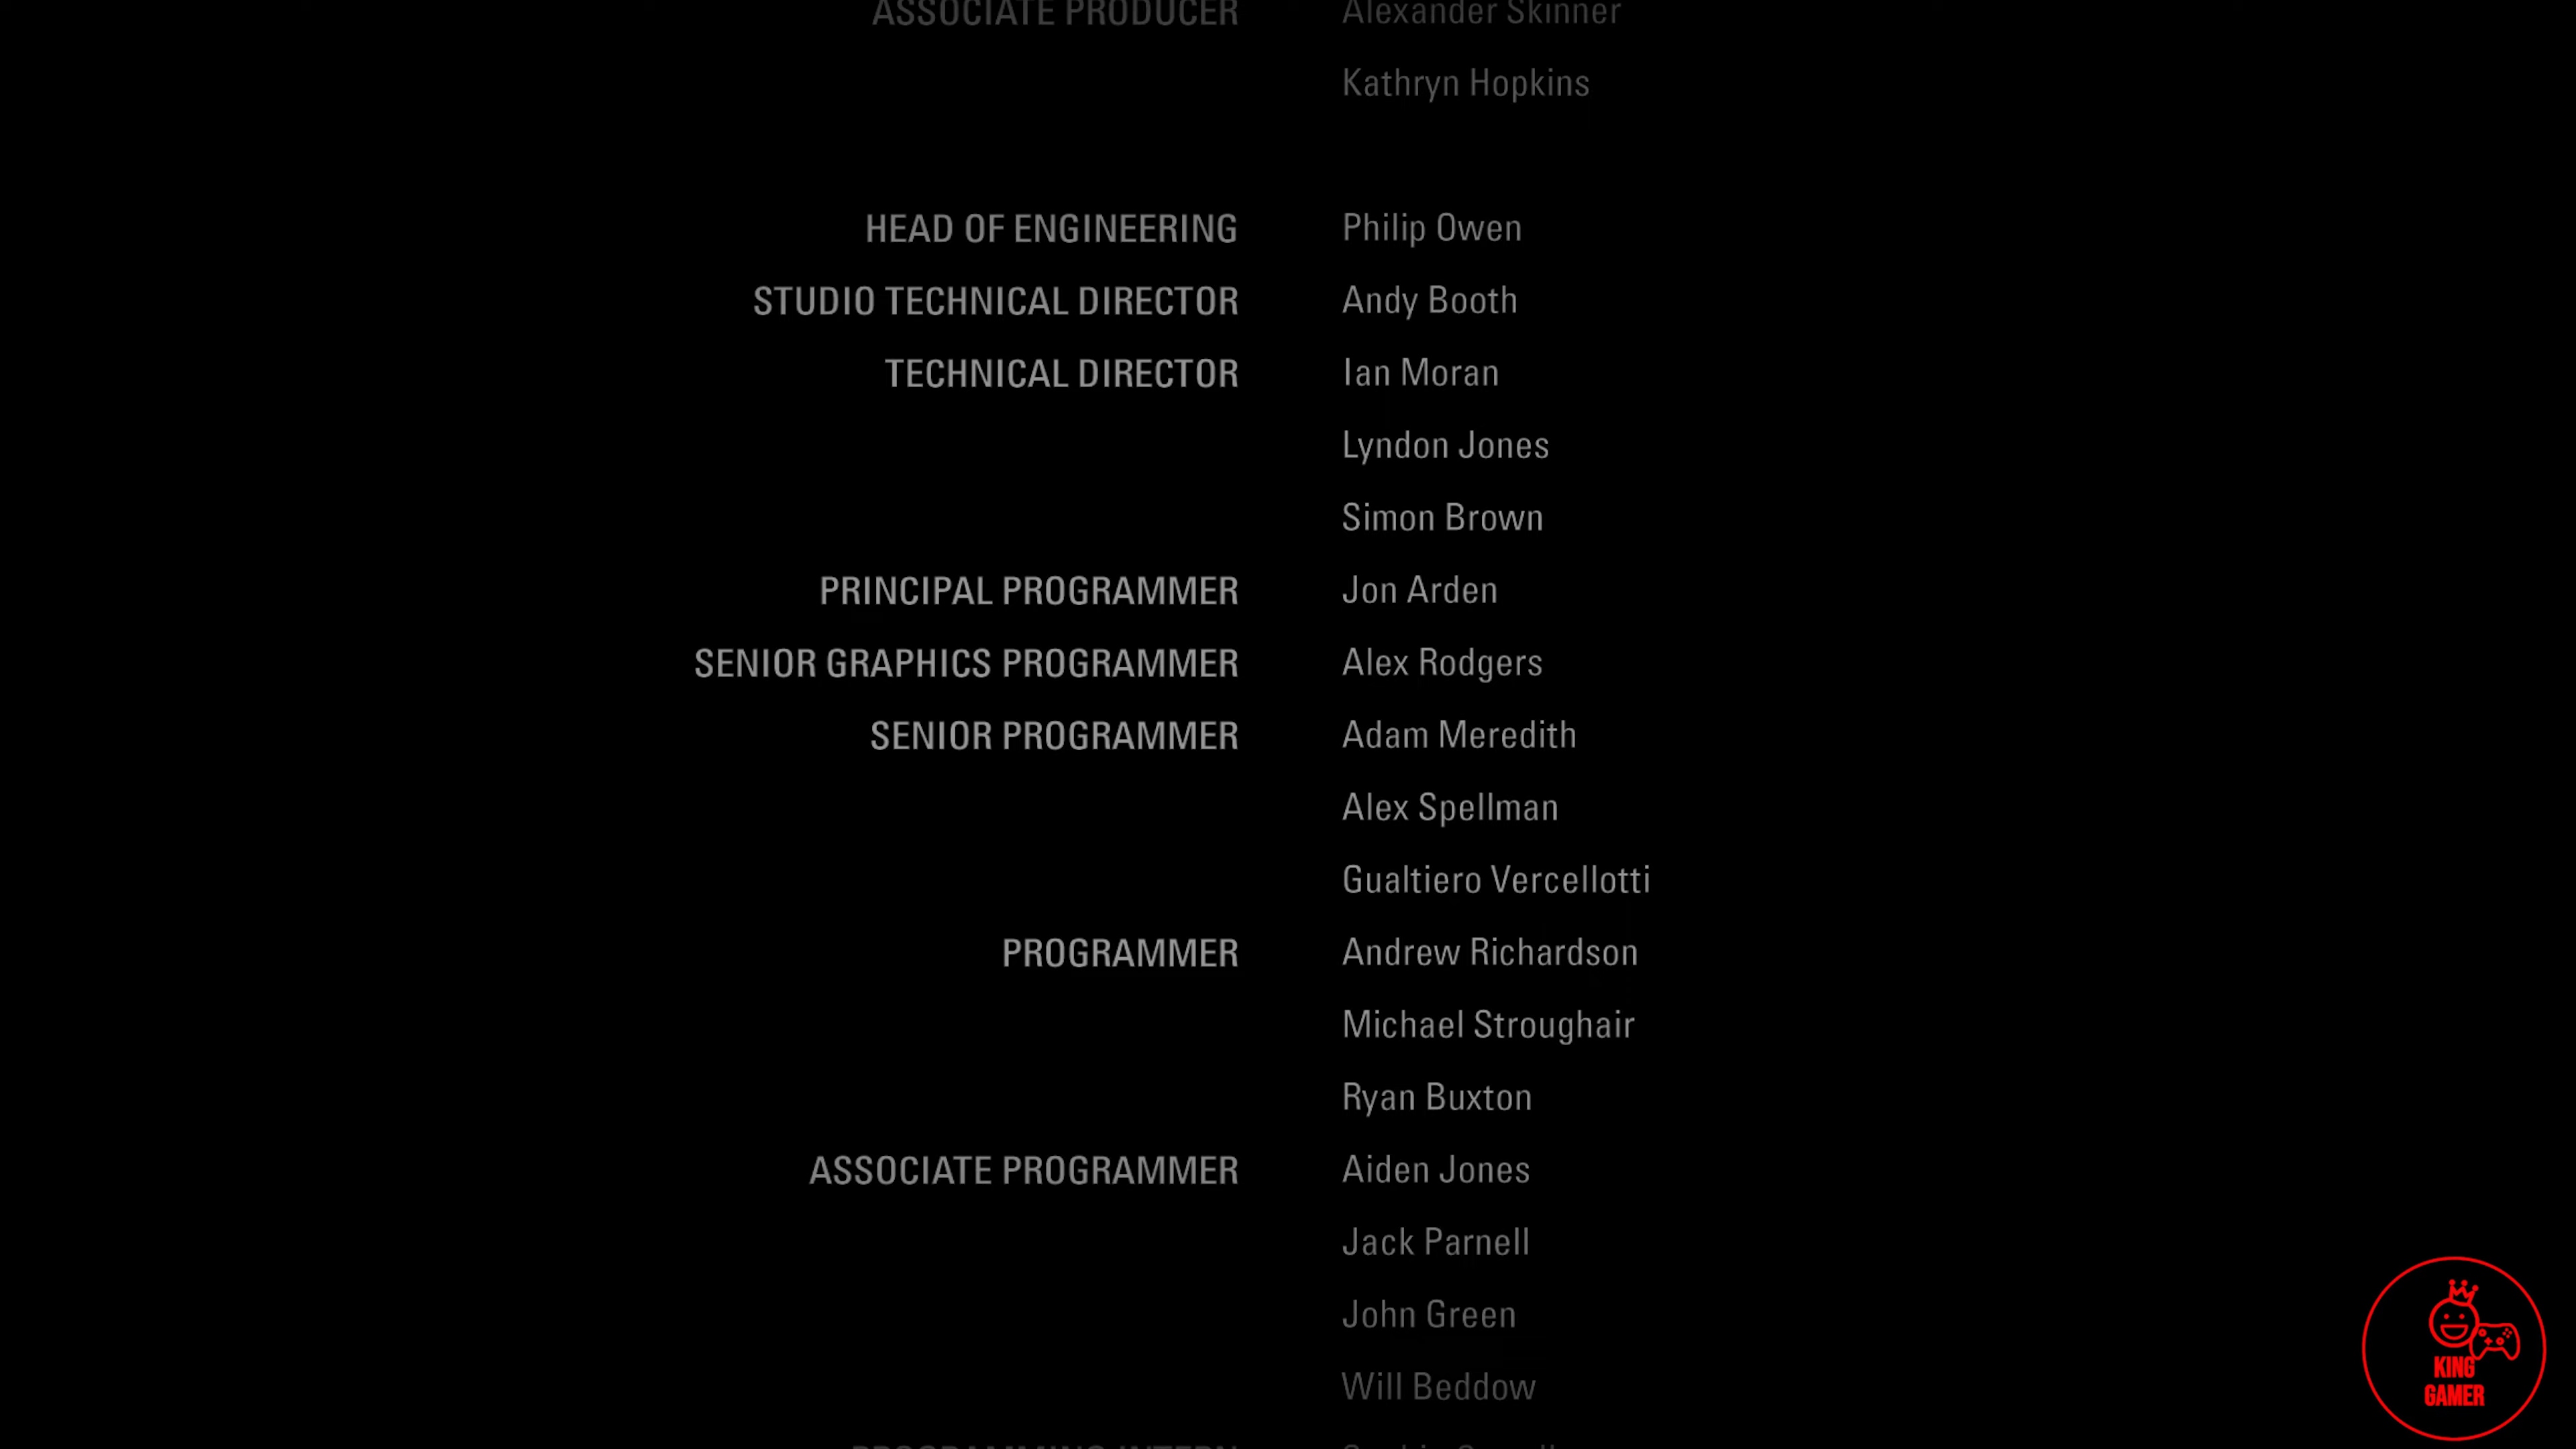 ASSOCIATE PRODUCER Alexander Skinner
Kathryn Hopkins
HEAD OF ENGINEERING Philip Owen
STUDIO TECHNICAL DIRECTOR Andy Booth
TECHNICAL DIRECTOR Ian Moran
Lyndon Jones
Simon Brown
PRINCIPAL PROGRAMMER Jon Arden
SENIOR GRAPHICS PROGRAMMER Alex Rodgers
SENIOR PROGRAMMER Adam Meredith
Alex Spellman
Gualtiero Vercellotti
PROGRAMMER Andrew Richardson
Michael Stroughair
Ryan Buxton
ASSOCIATE PROGRAMMER Aiden Jones
Jack Parnell
John Green
Will Beddow
PROGRAMMING INTERN
KING
GAMER